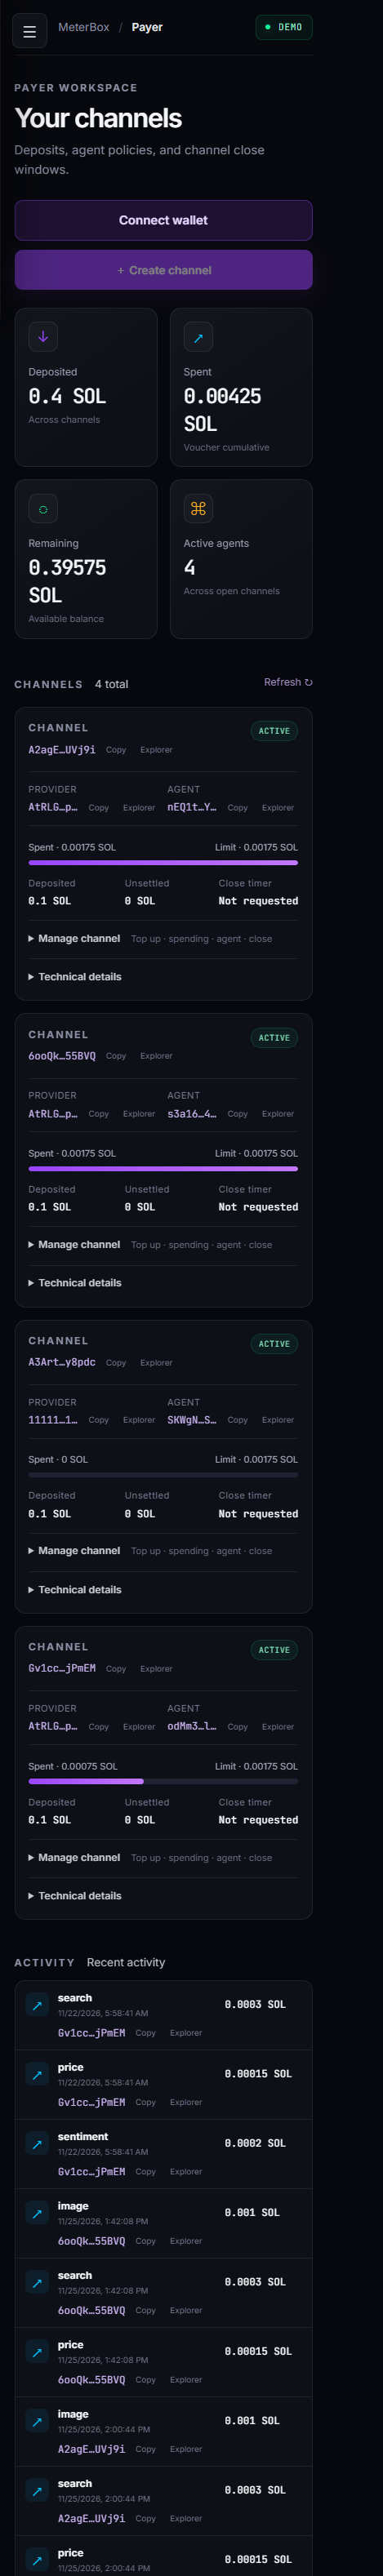 MeterBox / Payer
DEMO
PAYER WORKSPACE
Your channels
Deposits, agent policies, and channel close
windows.
Connect wallet
+ Create channel
Deposited
0.4 SOL
Across channels
Spent
0.00425
SOL
Voucher cumulative
Remaining
0.39575
SOL
Available balance
Active agents
4
Across open channels
CHANNELS 4 total
Refresh ↻
CHANNEL
ACTIVE
A2agE…UVj9i Copy Explorer
PROVIDER AGENT
AtRLG…p… Copy Explorer nEQ1t…Y… Copy Explorer
Spent · 0.00175 SOL Limit · 0.00175 SOL
Deposited Unsettled Close timer
0.1 SOL 0 SOL Not requested
▶ Manage channel Top up · spending · agent · close
▶ Technical details
CHANNEL
ACTIVE
6ooQk…55BVQ Copy Explorer
PROVIDER AGENT
AtRLG…p… Copy Explorer s3a16…4… Copy Explorer
Spent · 0.00175 SOL Limit · 0.00175 SOL
Deposited Unsettled Close timer
0.1 SOL 0 SOL Not requested
▶ Manage channel Top up · spending · agent · close
▶ Technical details
CHANNEL
ACTIVE
A3Art…y8pdc Copy Explorer
PROVIDER AGENT
11111…1… Copy Explorer SKWgN…S… Copy Explorer
Spent · 0 SOL Limit · 0.00175 SOL
Deposited Unsettled Close timer
0.1 SOL 0 SOL Not requested
▶ Manage channel Top up · spending · agent · close
▶ Technical details
CHANNEL
ACTIVE
Gv1cc…jPmEM Copy Explorer
PROVIDER AGENT
AtRLG…p… Copy Explorer odMm3…l… Copy Explorer
Spent · 0.00075 SOL Limit · 0.00175 SOL
Deposited Unsettled Close timer
0.1 SOL 0 SOL Not requested
▶ Manage channel Top up · spending · agent · close
▶ Technical details
ACTIVITY Recent activity
search
0.0003 SOL
11/22/2026, 5:58:41 AM
Gv1cc…jPmEM Copy Explorer
price
0.00015 SOL
11/22/2026, 5:58:41 AM
Gv1cc…jPmEM Copy Explorer
sentiment
0.0002 SOL
11/22/2026, 5:58:41 AM
Gv1cc…jPmEM Copy Explorer
image
0.001 SOL
11/25/2026, 1:42:08 PM
6ooQk…55BVQ Copy Explorer
search
0.0003 SOL
11/25/2026, 1:42:08 PM
6ooQk…55BVQ Copy Explorer
price
0.00015 SOL
11/25/2026, 1:42:08 PM
6ooQk…55BVQ Copy Explorer
image
0.001 SOL
11/25/2026, 2:00:44 PM
A2agE…UVj9i Copy Explorer
search
0.0003 SOL
11/25/2026, 2:00:44 PM
A2agE…UVj9i Copy Explorer
price
0.00015 SOL
11/25/2026, 2:00:44 PM